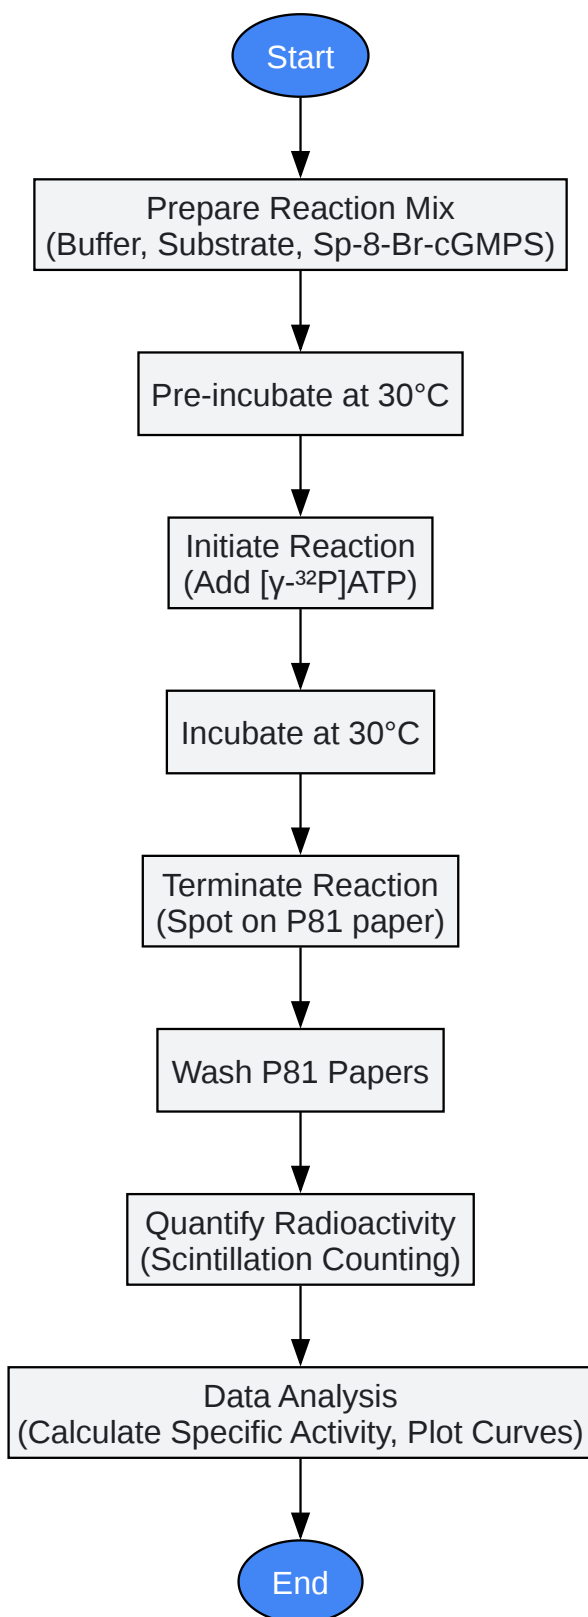 Start
Prepare Reaction Mix
(Buffer, Substrate, Sp-8-Br-cGMPS)
Pre-incubate at 30°C
Initiate Reaction
(Add [γ-³²P]ATP)
Incubate at 30°C
Terminate Reaction
(Spot on P81 paper)
Wash P81 Papers
Quantify Radioactivity
(Scintillation Counting)
Data Analysis
(Calculate Specific Activity, Plot Curves)
End